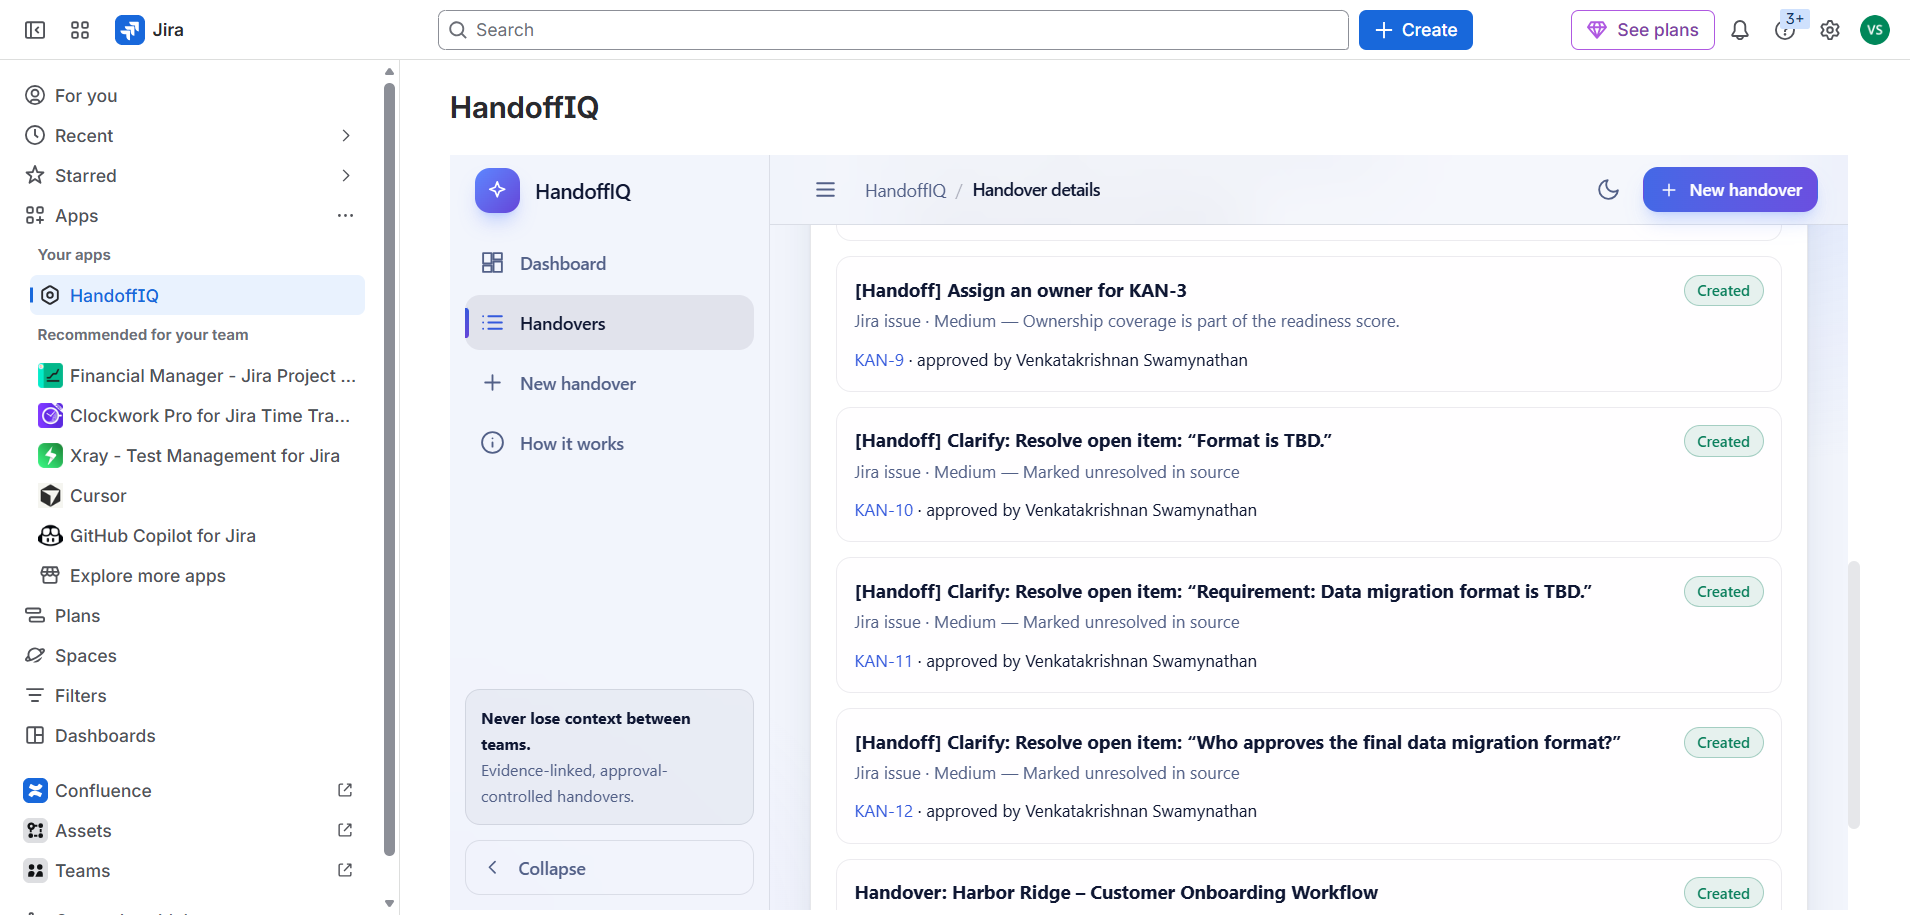 Jira
Search
Create
See plans
3+
VS
For you
Recent
Starred
Apps
Your apps
HandoffIQ
Recommended for your team
Financial Manager - Jira Project ...
Clockwork Pro for Jira Time Tra...
Xray - Test Management for Jira
Cursor
GitHub Copilot for Jira
Explore more apps
Plans
Spaces
Filters
Dashboards
Confluence
Assets
Teams
HandoffIQ
HandoffIQ
Dashboard
Handovers
New handover
How it works
Never lose context between
teams.
Evidence-linked, approval-
controlled handovers.
Collapse
HandoffIQ / Handover details
New handover
[Handoff] Assign an owner for KAN-3
Created
Jira issue · Medium — Ownership coverage is part of the readiness score.
KAN-9 · approved by Venkatakrishnan Swamynathan
[Handoff] Clarify: Resolve open item: “Format is TBD.”
Created
Jira issue · Medium — Marked unresolved in source
KAN-10 · approved by Venkatakrishnan Swamynathan
[Handoff] Clarify: Resolve open item: “Requirement: Data migration format is TBD.”
Created
Jira issue · Medium — Marked unresolved in source
KAN-11 · approved by Venkatakrishnan Swamynathan
[Handoff] Clarify: Resolve open item: “Who approves the final data migration format?”
Created
Jira issue · Medium — Marked unresolved in source
KAN-12 · approved by Venkatakrishnan Swamynathan
Handover: Harbor Ridge – Customer Onboarding Workflow
Created